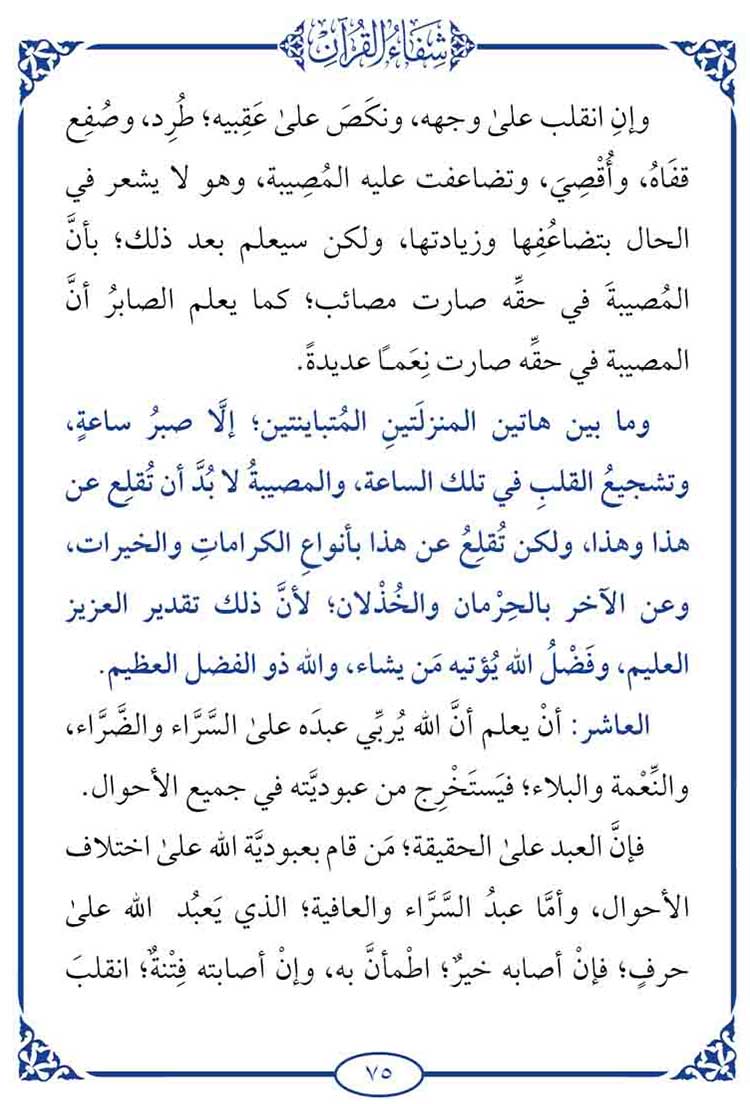 شِفَاءُ القُرْآنِ
وإنِ انقلب علىٰ وجهه، ونكَصَ علىٰ عَقِبيه؛ طُرِد، وصُفِع
قفَاهُ، وأُقْصِيَ، وتضاعفت عليه المُصِيبة، وهو لا يشعر في
الحال بتضاعُفِها وزيادتها، ولكن سيعلم بعد ذلك؛ بأنَّ
المُصيبةَ في حقِّه صارت مصائب؛ كما يعلم الصابرُ أنَّ
المصيبة في حقِّه صارت نِعَمًا عديدةً.
وما بين هاتين المنزلَتينِ المُتباينتين؛ إلَّا صبرُ ساعةٍ،
وتشجيعُ القلبِ في تلك الساعة، والمصيبةُ لا بُدَّ أن تُقلِع عن
هذا وهذا، ولكن تُقلِعُ عن هذا بأنواعِ الكراماتِ والخيرات،
وعن الآخر بالحِرْمان والخُذْلان؛ لأنَّ ذلك تقدير العزيز
العليم، وفَضْلُ الله يُؤتيه مَن يشاء، والله ذو الفضل العظيم.
العاشر: أنْ يعلم أنَّ الله يُربِّي عبدَه علىٰ السَّرَّاء والضَّرَّاء،
والنِّعْمة والبلاء؛ فيَستَخْرِج من عبوديَّته في جميع الأحوال.
فإنَّ العبد علىٰ الحقيقة؛ مَن قام بعبوديَّة الله علىٰ اختلاف
الأحوال، وأمَّا عبدُ السَّرَّاء والعافية؛ الذي يَعبُد الله علىٰ
حرفٍ؛ فإنْ أصابه خيرٌ؛ اطْمأنَّ به، وإنْ أصابته فِتْنةٌ؛ انقلبَ
٧٥